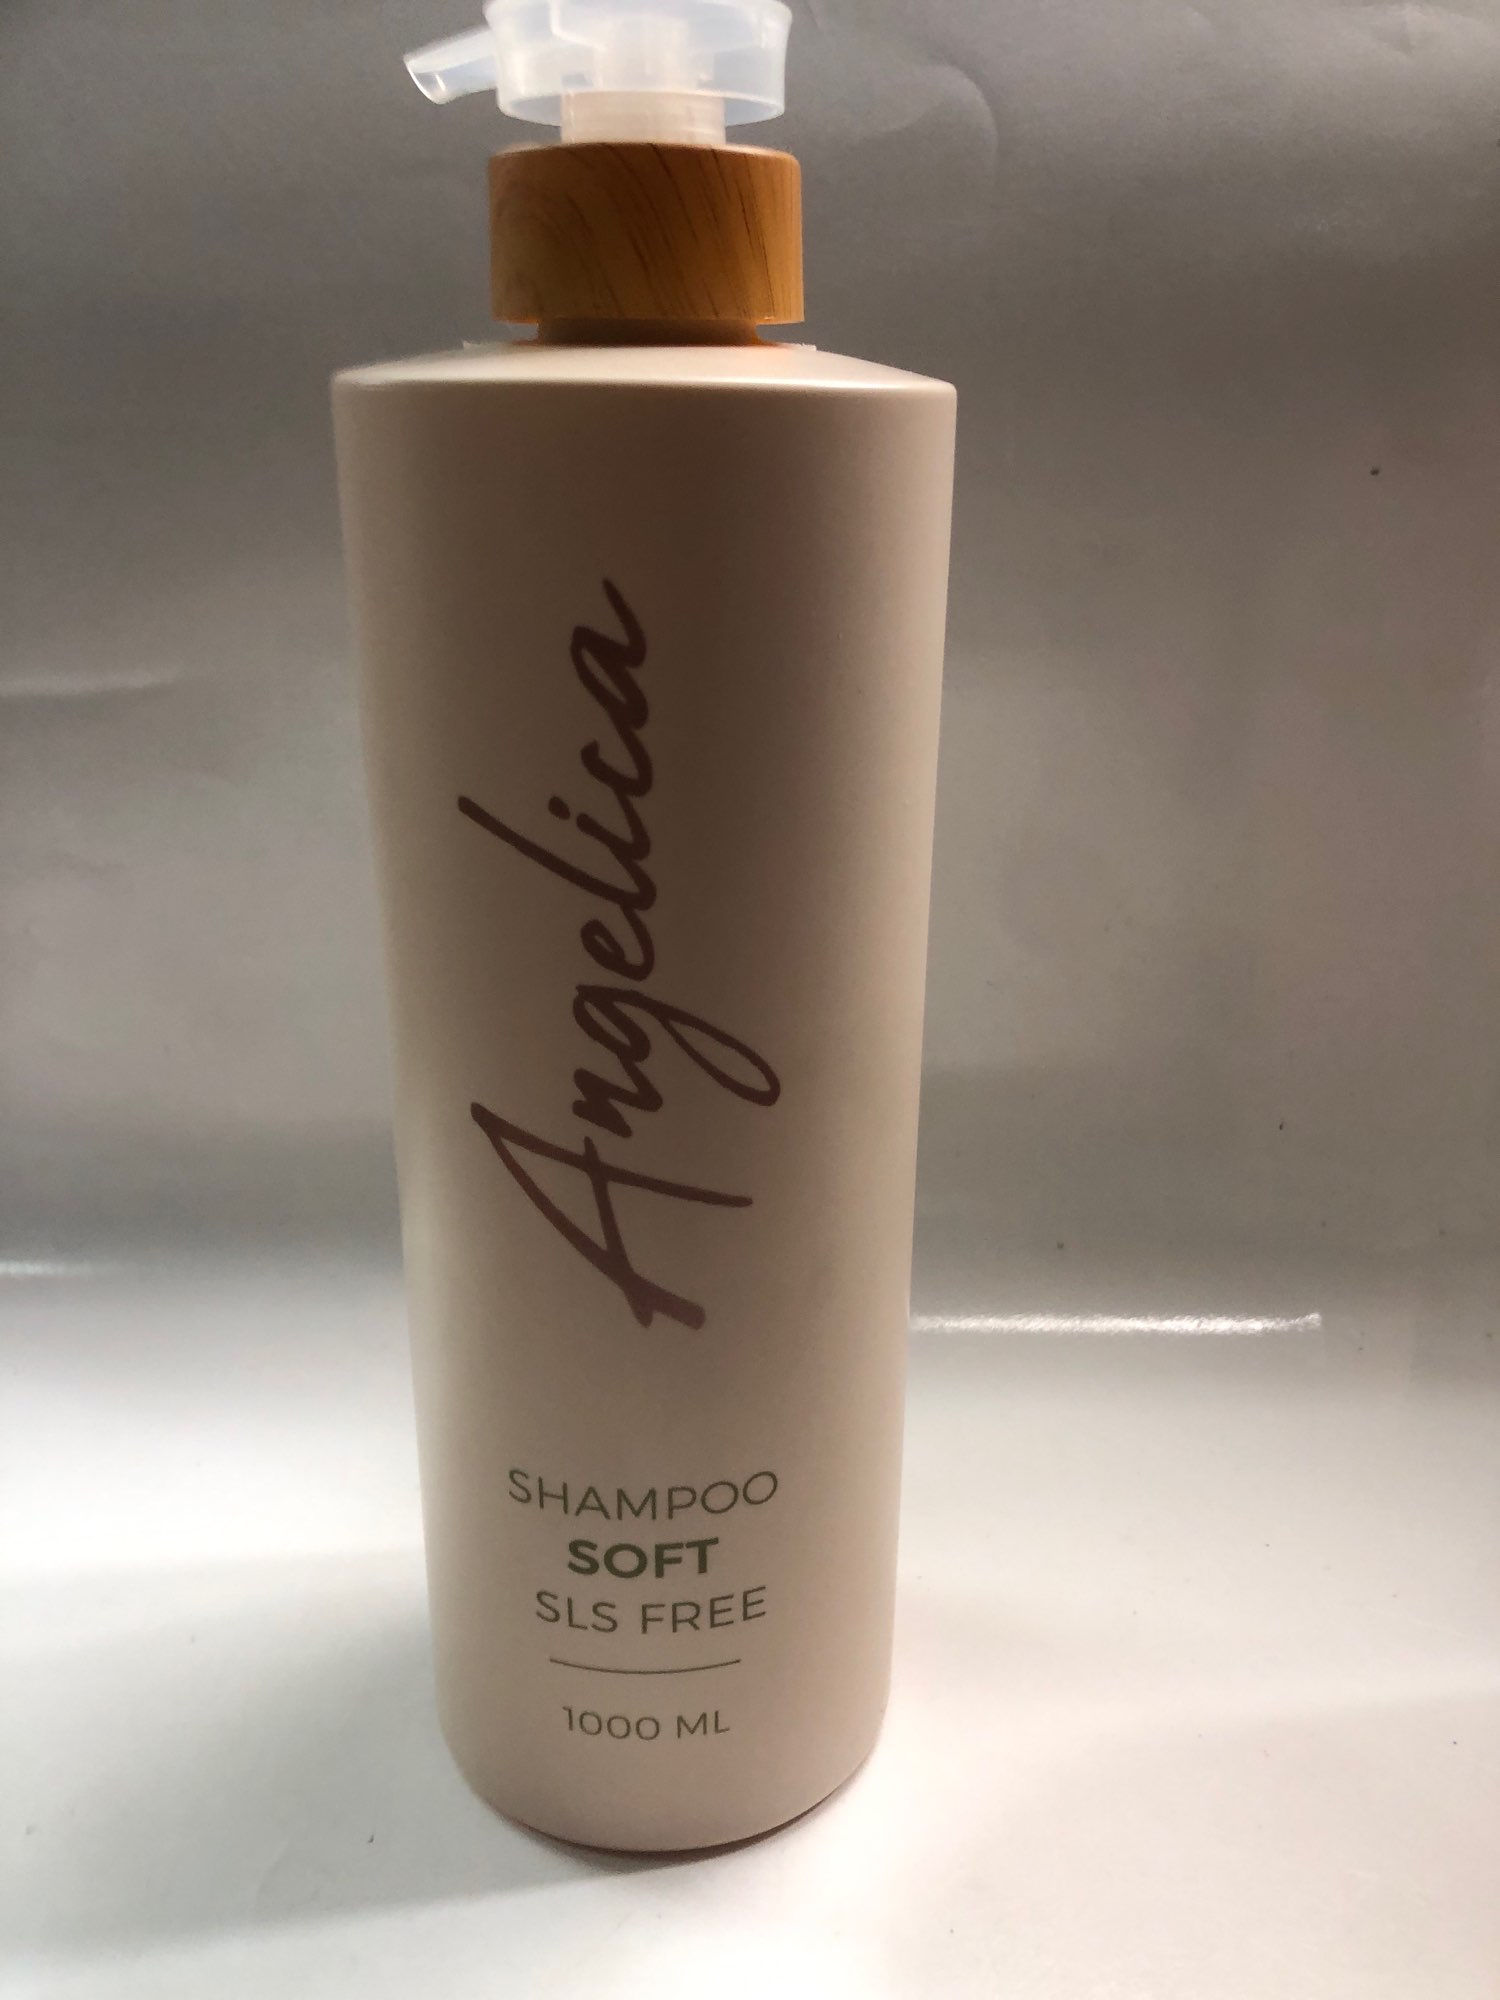 Angelica
SHAMPOO
SOFT
SLS FREE
1000 ML